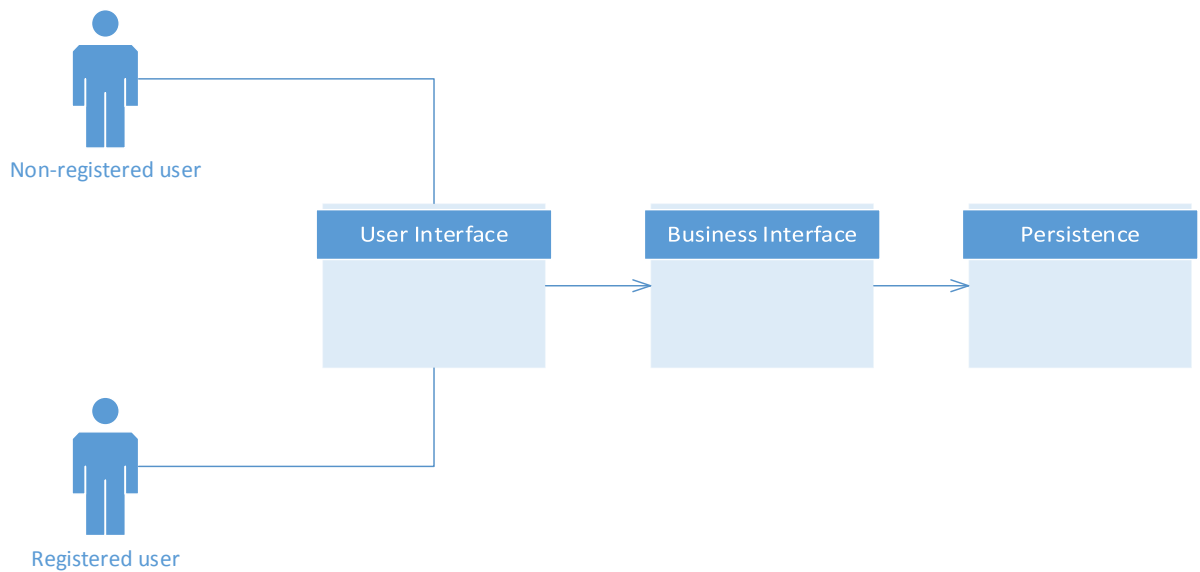 Non-registered user
User Interface
Business Interface
Persistence
Registered user